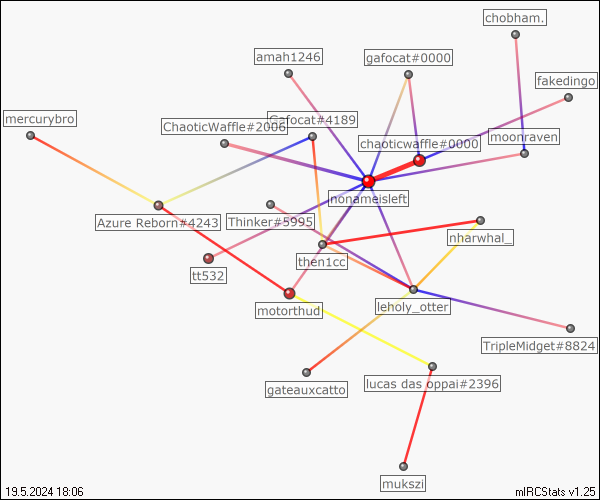 chobham.
amah1246
gafocat#0000
fakedingo
mercurybro
Gafocat#4189
ChaoticWaffle#2006
moonraven
chaoticwaffle#0000
nonameisleft
Azure Reborn#4243
Thinker#5995
nharwhal_
then1cc
tt532
leholy_otter
motorthud
TripleMidget#8824
lucas das oppai#2396
gateauxcatto
mukszi
19.5.2024 18:06
mIRCStats v1.25